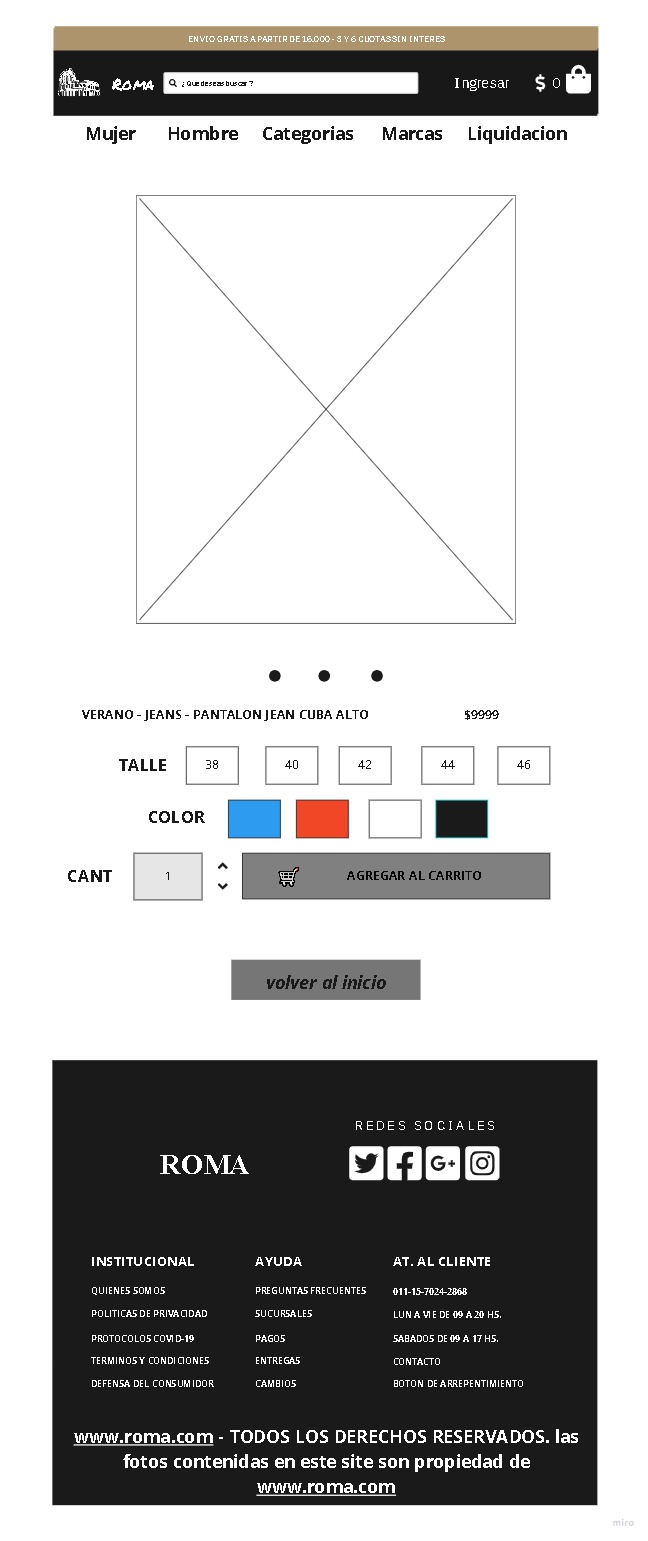 ENVIO GRATIS A PARTIR DE 16.000 - 3 Y 6 CUOTAS SIN INTERES
ROMA
¿Que deseas buscar?
Ingresar
$ 0
Mujer Hombre Categorias Marcas Liquidacion
VERANO - JEANS - PANTALON JEAN CUBA ALTO $9999
TALLE 38 40 42 44 46
COLOR
CANT 1 AGREGAR AL CARRITO
volver al inicio
REDES SOCIALES
ROMA
INSTITUCIONAL AYUDA AT. AL CLIENTE
QUIENES SOMOS PREGUNTAS FRECUENTES 011-15-7024-2868
POLITICAS DE PRIVACIDAD SUCURSALES LUN A VIE DE 09 A 20 HS.
PROTOCOLOS COVID-19 PAGOS SABADOS DE 09 A 17 HS.
TERMINOS Y CONDICIONES ENTREGAS CONTACTO
DEFENSA DEL CONSUMIDOR CAMBIOS BOTON DE ARREPENTIMIENTO
www.roma.com - TODOS LOS DERECHOS RESERVADOS. las
fotos contenidas en este site son propiedad de
www.roma.com
miro